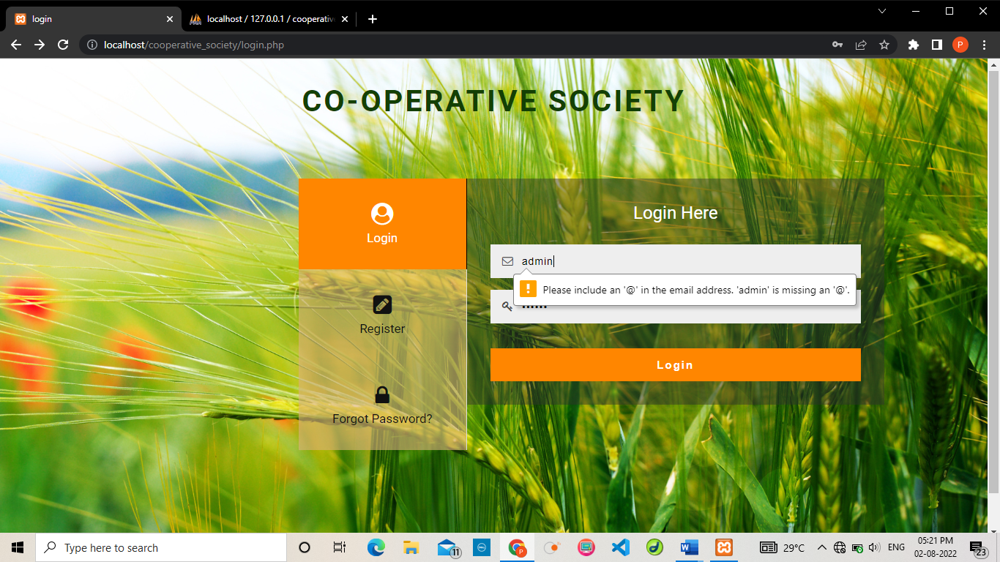 login
localhost / 127.0.0.1 / cooperative
localhost/cooperative_society/login.php
P
CO-OPERATIVE SOCIETY
Login
Register
Forgot Password?
Login Here
admin
Please include an '@' in the email address. 'admin' is missing an '@'.
Login
Type here to search
11
P
29°C
ENG
05:21 PM
02-08-2022
23